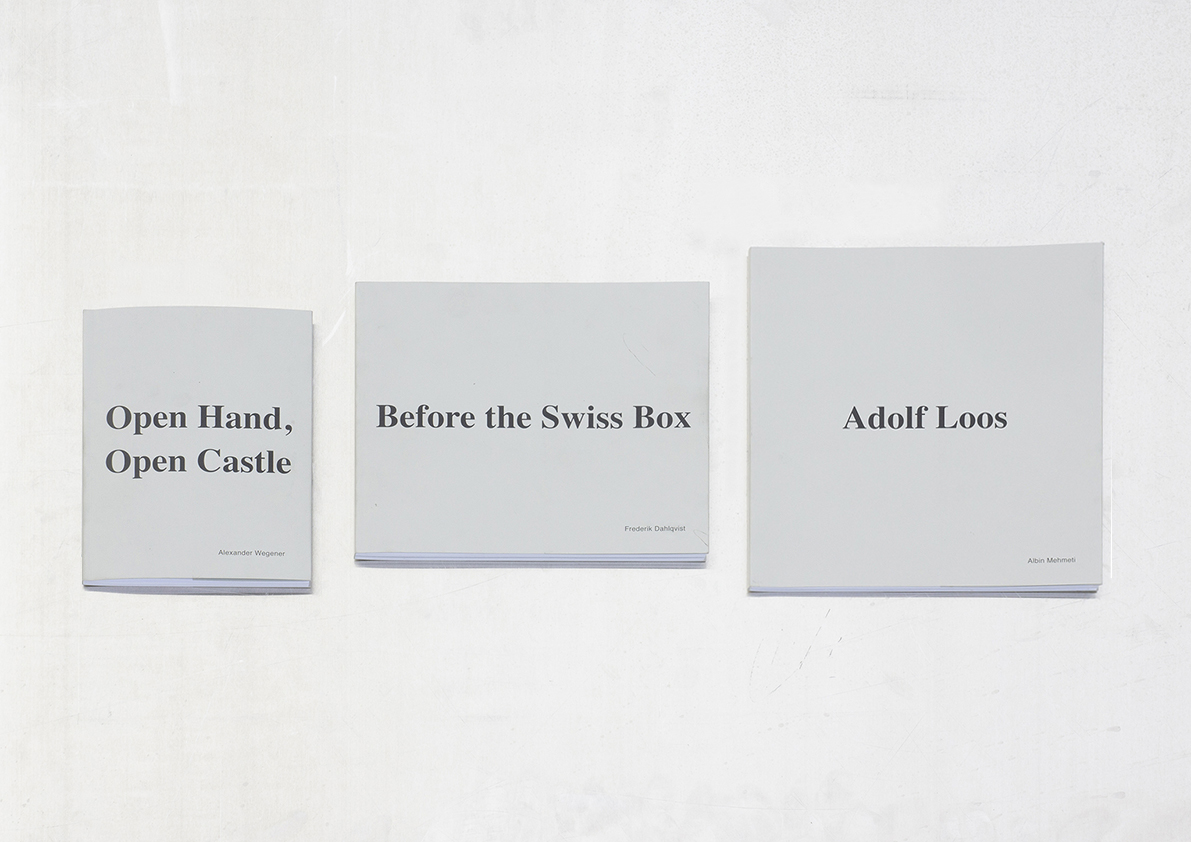 Open Hand,
Open Castle
Alexander Wegener
Before the Swiss Box
Frederik Dahlqvist
Adolf Loos
Albin Mehmeti